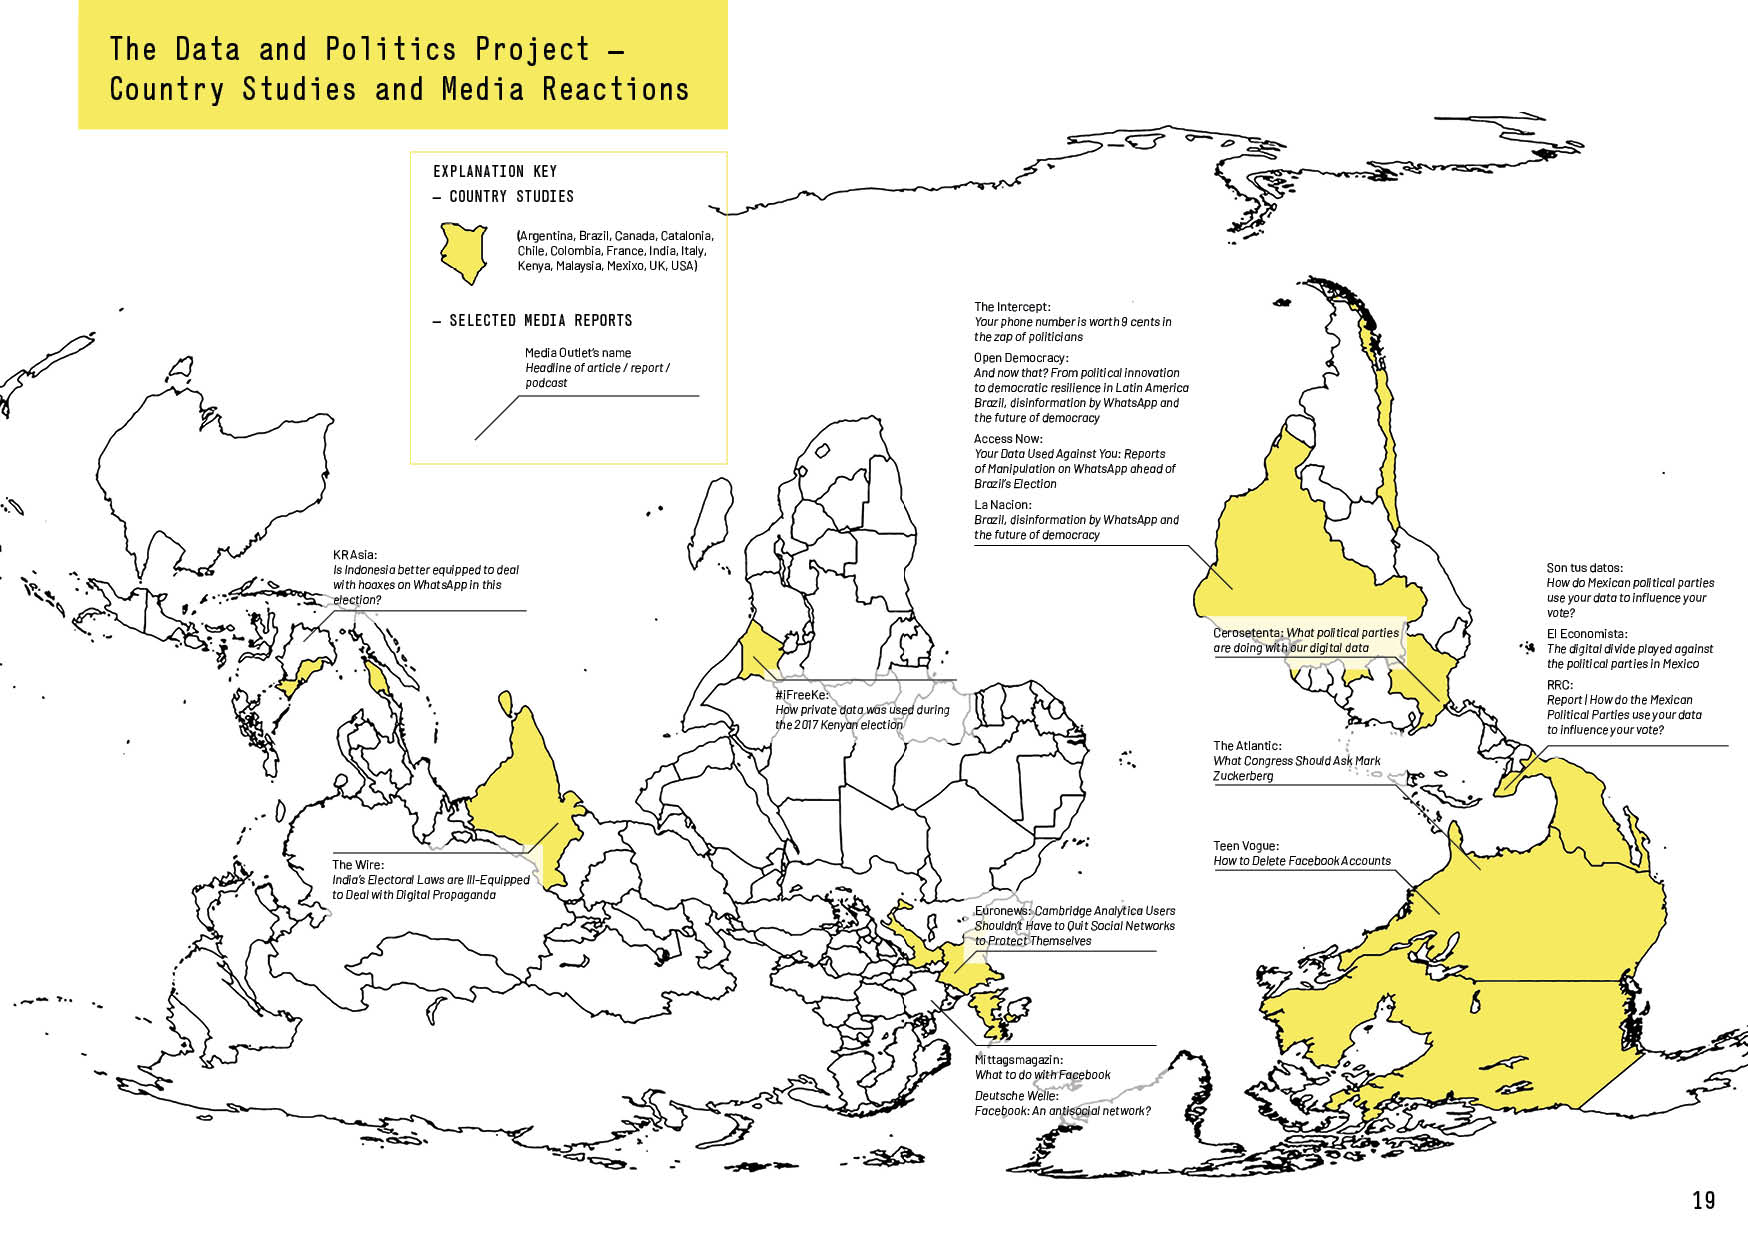 The Data and Politics Project –
Country Studies and Media Reactions
EXPLANATION KEY
– COUNTRY STUDIES
(Argentina, Brazil, Canada, Catalonia,
Chile, Colombia, France, India, Italy,
Kenya, Malaysia, Mexixo, UK, USA)
– SELECTED MEDIA REPORTS
Media Outlet's name
Headline of article / report /
podcast
The Intercept:
Your phone number is worth 9 cents in
the zap of politicians
Open Democracy:
And now that? From political innovation
to democratic resilience in Latin America
Brazil, disinformation by WhatsApp and
the future of democracy
Access Now:
Your Data Used Against You: Reports
of Manipulation on WhatsApp ahead of
Brazil's Election
La Nacion:
Brazil, disinformation by WhatsApp and
the future of democracy
KRAsia:
Is Indonesia better equipped to deal
with hoaxes on WhatsApp in this
election?
Son tus datos:
How do Mexican political parties
use your data to influence your
vote?
El Economista:
The digital divide played against
the political parties in Mexico
RRC:
Report | How do the Mexican
Political Parties use your data
to influence your vote?
Cerosetenta: What political parties
are doing with our digital data
#iFreeKe:
How private data was used during
the 2017 Kenyan election
The Atlantic:
What Congress Should Ask Mark
Zuckerberg
Teen Vogue:
How to Delete Facebook Accounts
The Wire:
India's Electoral Laws are Ill-Equipped
to Deal with Digital Propaganda
Euronews: Cambridge Analytica Users
Shouldn't Have to Quit Social Networks
to Protect Themselves
Mittagsmagazin:
What to do with Facebook
Deutsche Welle:
Facebook: An antisocial network?
19